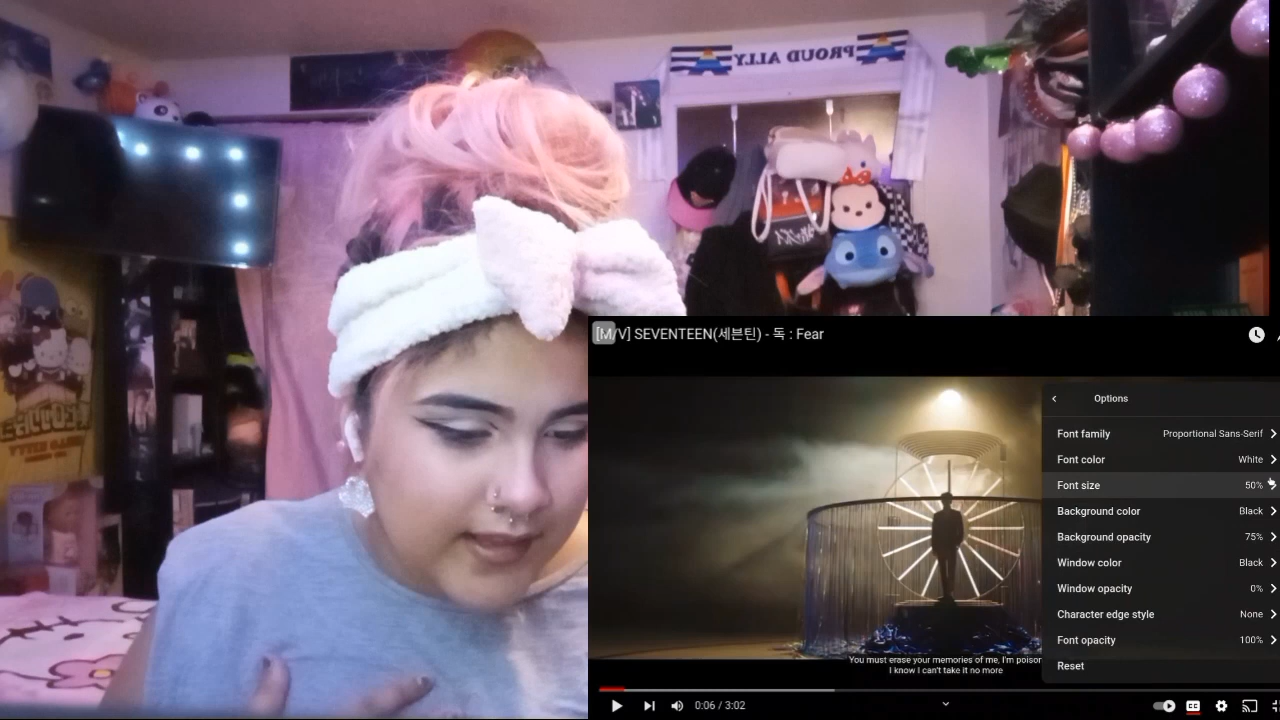 PROUD ALLY
[M/V] SEVENTEEN(세븐틴) - 독 : Fear
Options
Font family Proportional Sans-Serif
Font color White
Font size 50%
Background color Black
Background opacity 75%
Window color Black
Window opacity 0%
Character edge style None
Font opacity 100%
Reset
You must erase your memories of me, I'm poison
I know I can't take it no more
0:06 / 3:02
CC